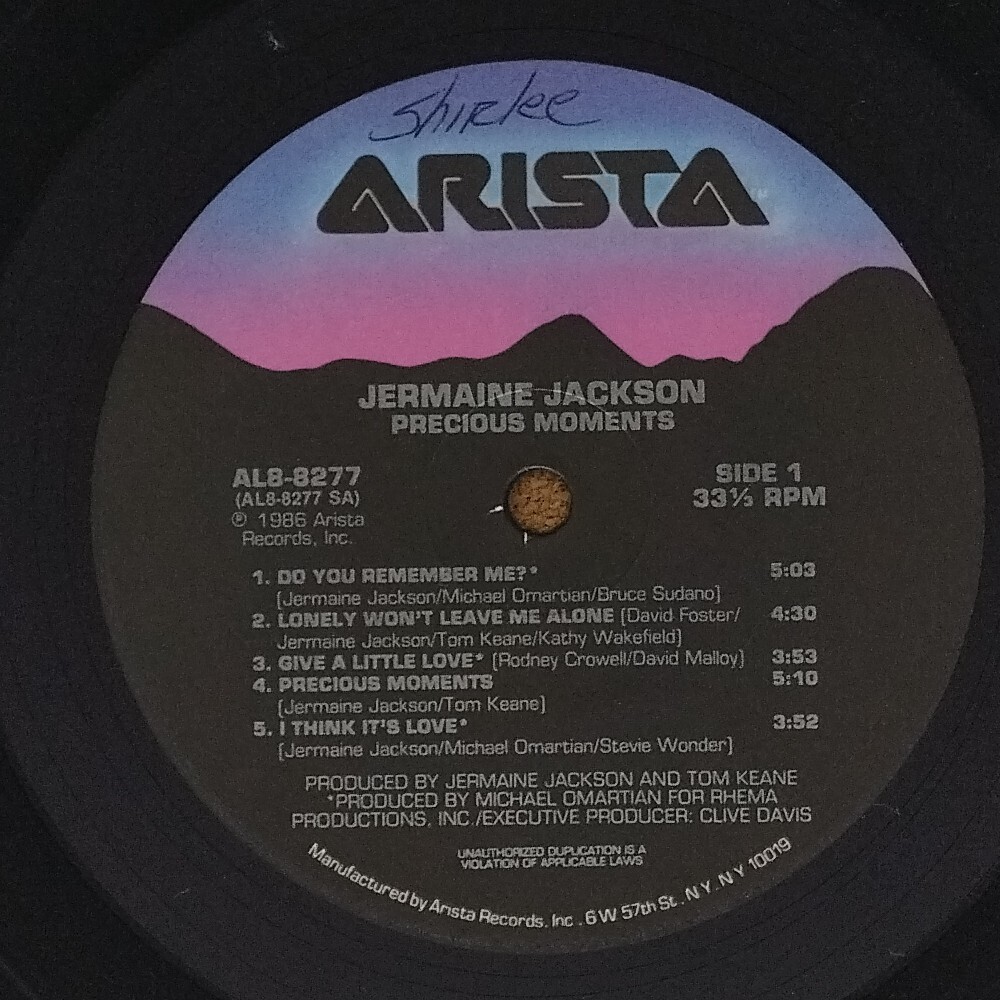 Shirlee
ARISTA™
JERMAINE JACKSON
PRECIOUS MOMENTS
AL8-8277
(AL8-8277 SA)
℗ 1986 Arista
Records, Inc.
SIDE 1
33⅓ RPM
1. DO YOU REMEMBER ME?* 5:03
[Jermaine Jackson/Michael Omartian/Bruce Sudano]
2. LONELY WON'T LEAVE ME ALONE [David Foster/ 4:30
Jermaine Jackson/Tom Keane/Kathy Wakefield]
3. GIVE A LITTLE LOVE* [Rodney Crowell/David Malloy] 3:53
4. PRECIOUS MOMENTS 5:10
[Jermaine Jackson/Tom Keane]
5. I THINK IT'S LOVE* 3:52
[Jermaine Jackson/Michael Omartian/Stevie Wonder]
PRODUCED BY JERMAINE JACKSON AND TOM KEANE
*PRODUCED BY MICHAEL OMARTIAN FOR RHEMA
PRODUCTIONS, INC./EXECUTIVE PRODUCER: CLIVE DAVIS
UNAUTHORIZED DUPLICATION IS A
VIOLATION OF APPLICABLE LAWS
Manufactured by Arista Records, Inc. 6 W 57th St. N.Y. N.Y 10019